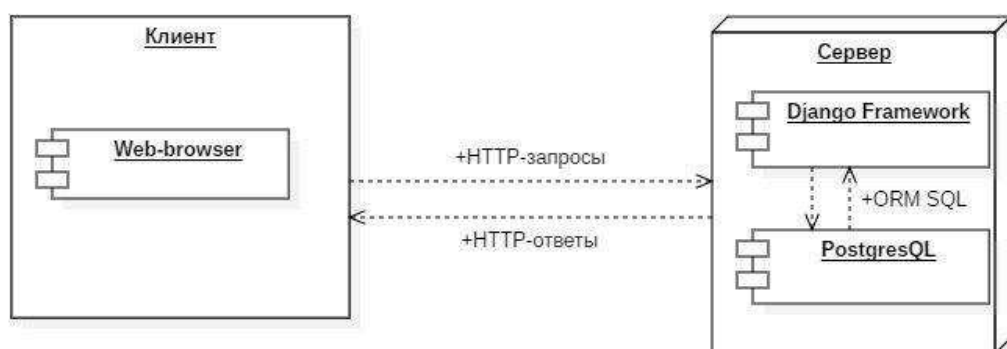 Клиент
Сервер
Django Framework
Web-browser
+HTTP-запросы
+ORM SQL
+HTTP-ответы
PostgresQL